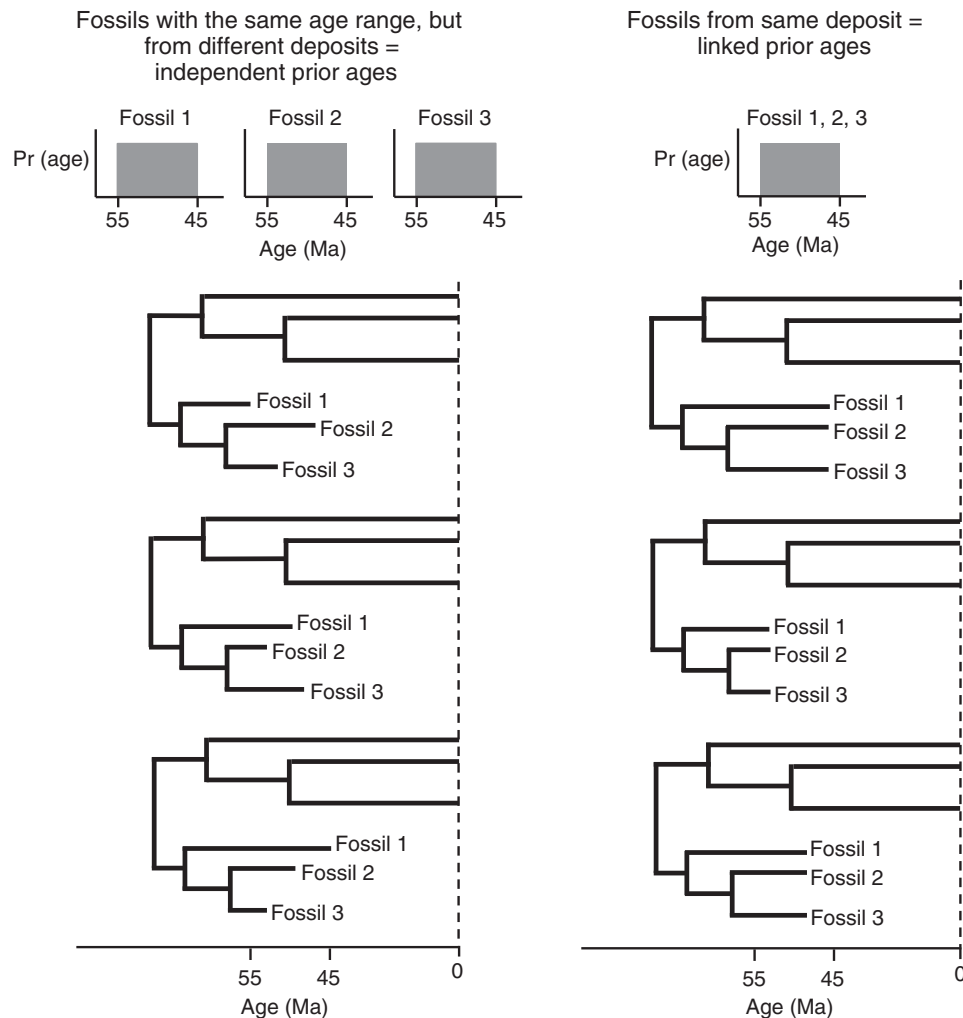 Fossils with the same age range, but
from different deposits =
independent prior ages
Fossil 1
Fossil 2
Fossil 3
Pr (age)
55
45
55
45
55
45
Age (Ma)
Fossils from same deposit =
linked prior ages
Fossil 1, 2, 3
Pr (age)
55
45
Age (Ma)
Fossil 1
Fossil 2
Fossil 3
Fossil 1
Fossil 2
Fossil 3
Fossil 1
Fossil 2
Fossil 3
55
45
0
Age (Ma)
Fossil 1
Fossil 2
Fossil 3
Fossil 1
Fossil 2
Fossil 3
Fossil 1
Fossil 2
Fossil 3
55
45
0
Age (Ma)